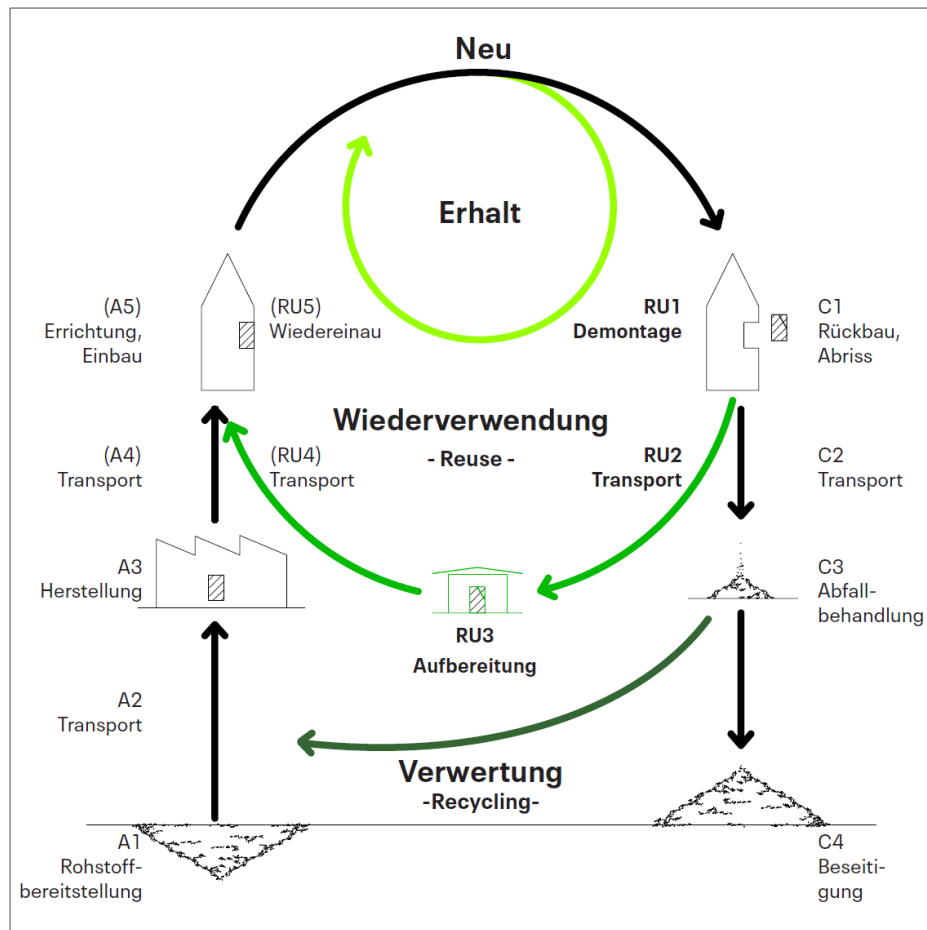 Neu
Erhalt
(A5)
Errichtung,
Einbau
(RU5)
Wiedereinau
RU1
Demontage
C1
Rückbau,
Abriss
Wiederverwendung
- Reuse -
(A4)
Transport
(RU4)
Transport
RU2
Transport
C2
Transport
A3
Herstellung
C3
Abfall-
behandlung
RU3
Aufbereitung
A2
Transport
Verwertung
-Recycling-
A1
Rohstoff-
bereitstellung
C4
Beseiti-
gung